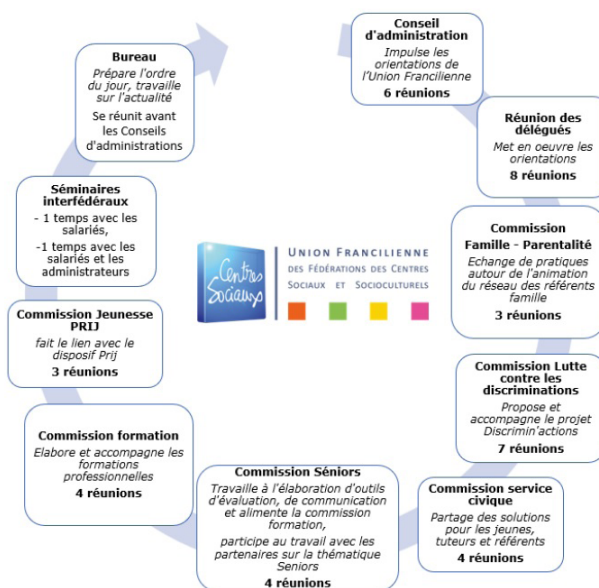 Conseil
d'administration
Impulse les
orientations de
l'Union Francilienne
6 réunions
Réunion des
délégués
Met en oeuvre les
orientations
8 réunions
Commission
Famille - Parentalité
Echange de pratiques
autour de l'animation
du réseau des référents
famille
3 réunions
Commission Lutte
contre les
discriminations
Propose et
accompagne le projet
Discrimin'actions
7 réunions
Commission service
civique
Partage des solutions
pour les jeunes,
tuteurs et référents
4 réunions
Commission Séniors
Travaille à l'élaboration d'outils
d'évaluation, de communication
et alimente la commission
formation,
participe au travail avec les
partenaires sur la thématique
Seniors
4 réunions
Commission formation
Elabore et accompagne les
formations
professionnelles
4 réunions
Commission Jeunesse
PRIJ
fait le lien avec le
disposif Prij
3 réunions
Séminaires
interfédéraux
- 1 temps avec les
salariés,
-1 temps avec les
salariés et les
administrateurs
Bureau
Prépare l'ordre
du jour, travaille
sur l'actualité
Se réunit avant
les Conseils
d'administrations
Centres
Sociaux
UNION FRANCILIENNE
DES FÉDÉRATIONS DES CENTRES
SOCIAUX ET SOCIOCULTURELS